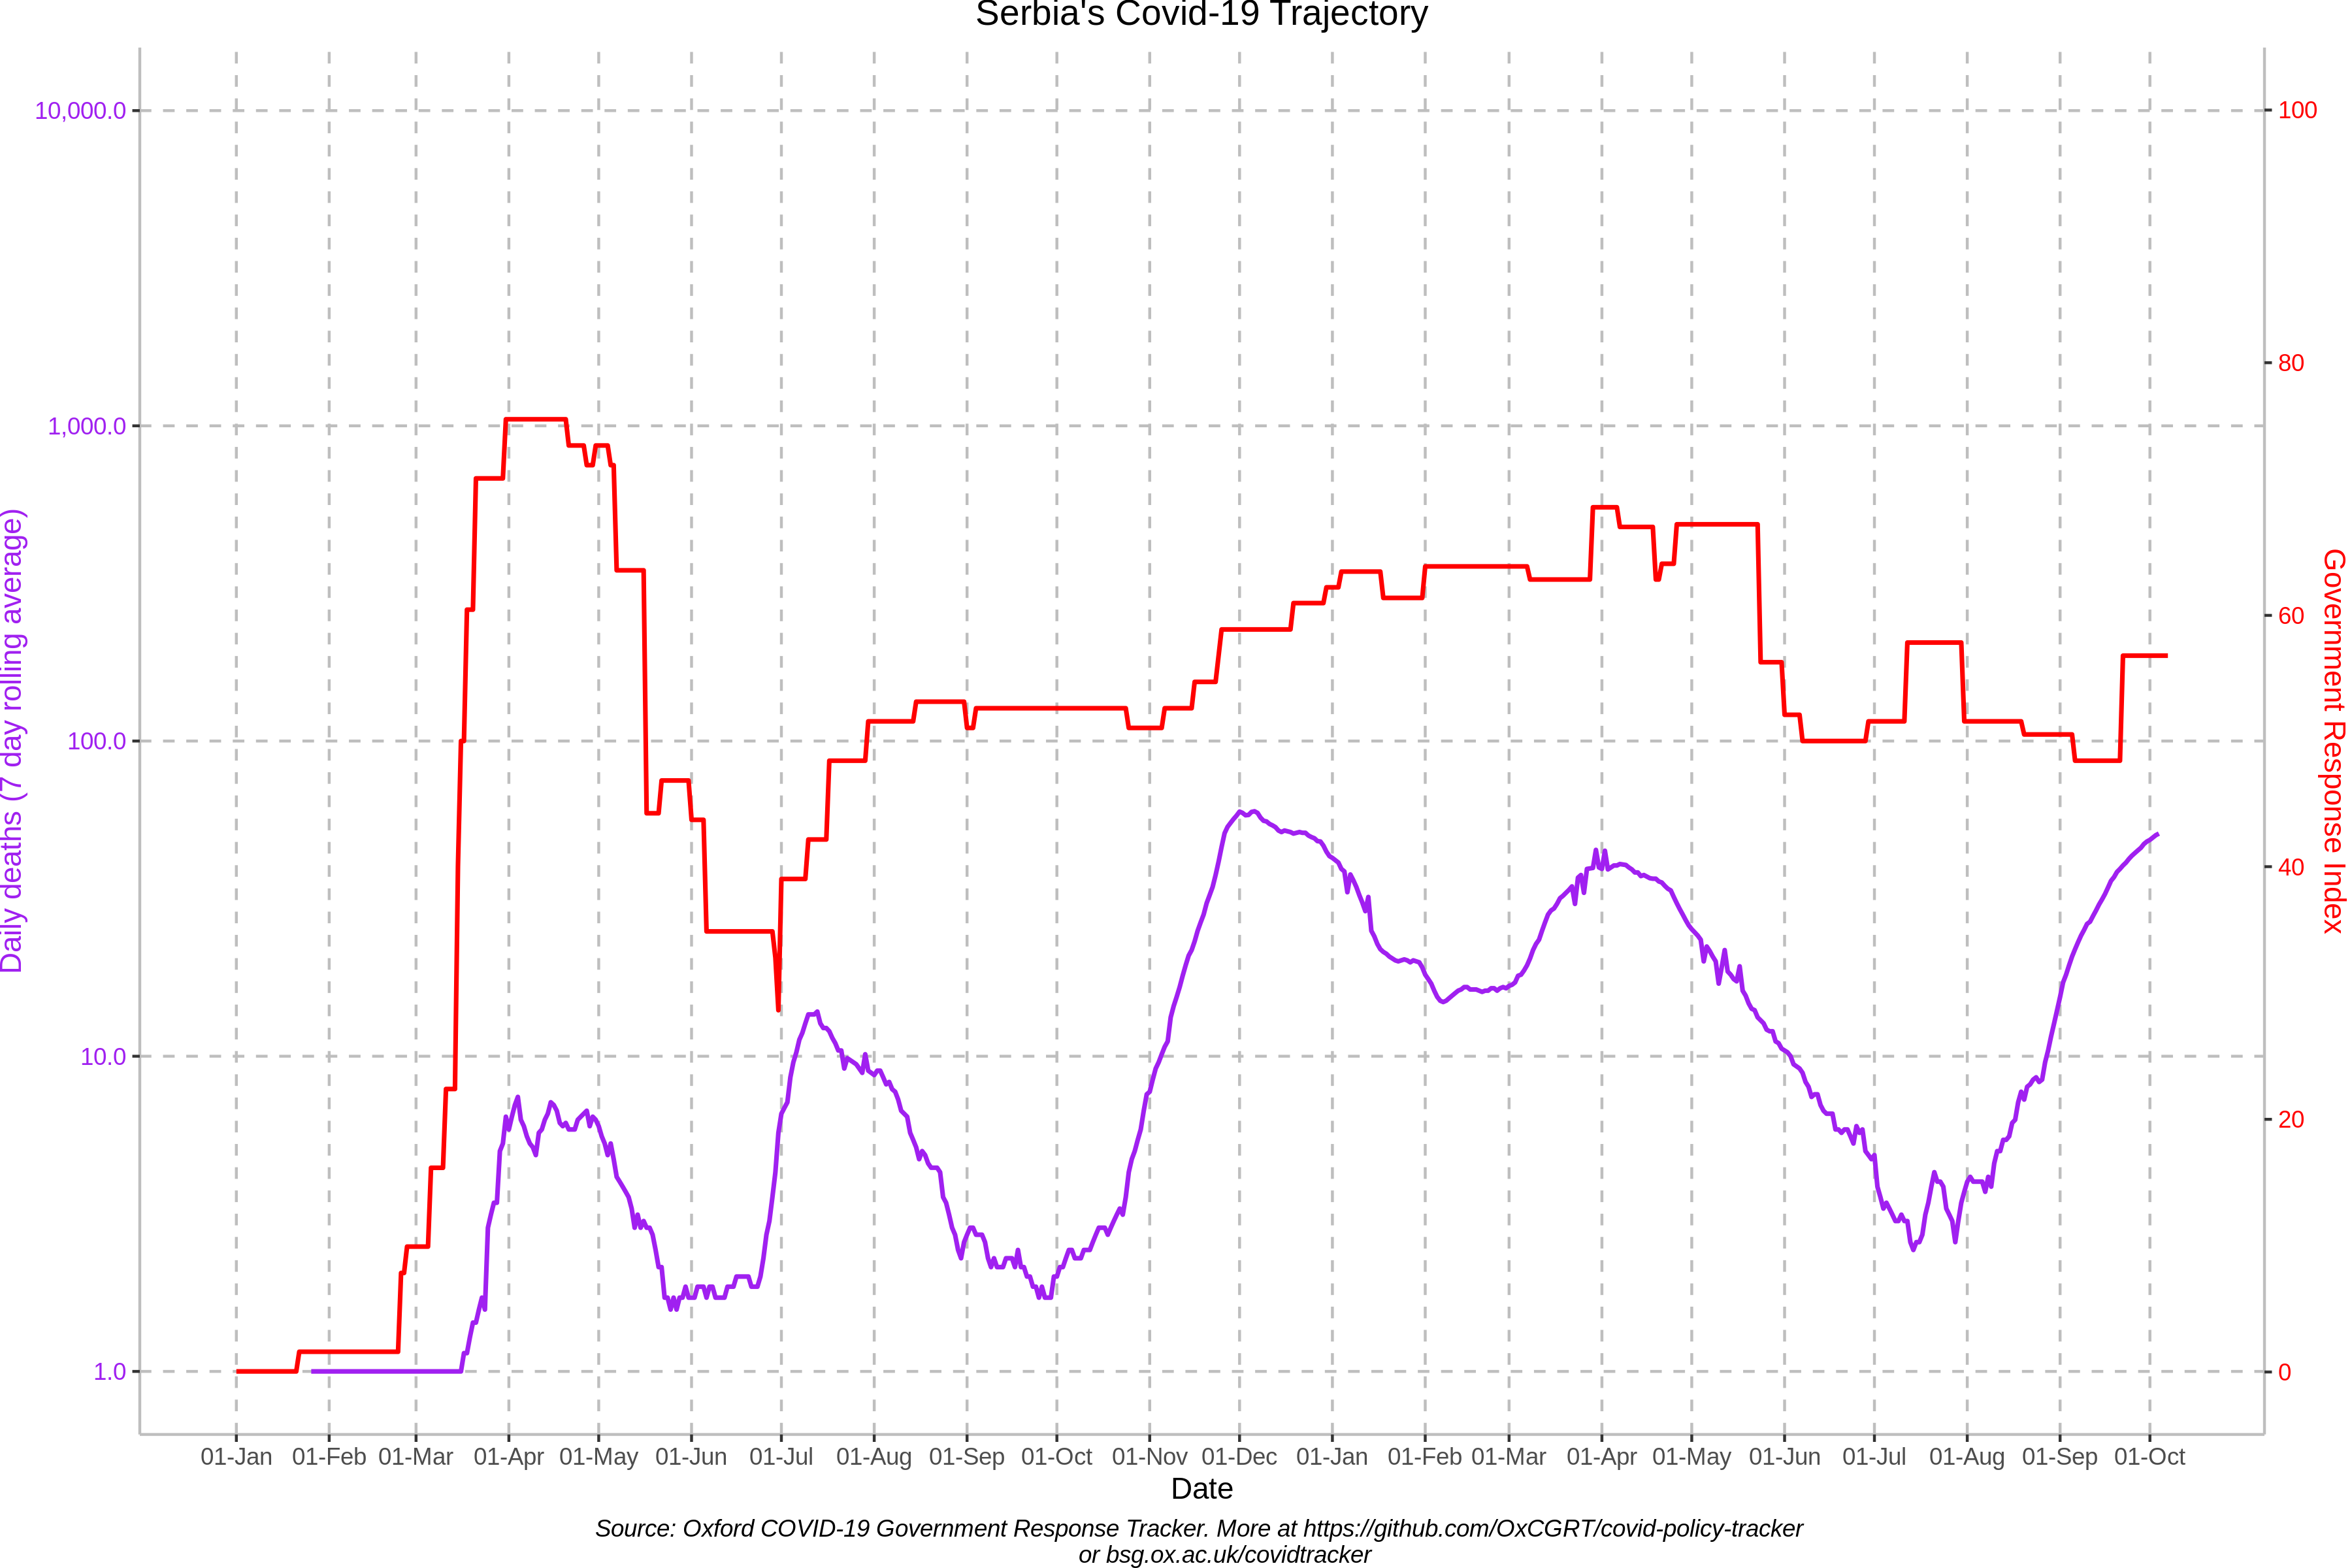 Serbia's Covid-19 Trajectory
10,000.0
1,000.0
100.0
10.0
1.0
Daily deaths (7 day rolling average)
100
80
60
40
20
0
Government Response Index
01-Jan 01-Feb 01-Mar 01-Apr 01-May 01-Jun 01-Jul 01-Aug 01-Sep 01-Oct 01-Nov 01-Dec 01-Jan 01-Feb 01-Mar 01-Apr 01-May 01-Jun 01-Jul 01-Aug 01-Sep 01-Oct
Date
Source: Oxford COVID-19 Government Response Tracker. More at https://github.com/OxCGRT/covid-policy-tracker
or bsg.ox.ac.uk/covidtracker